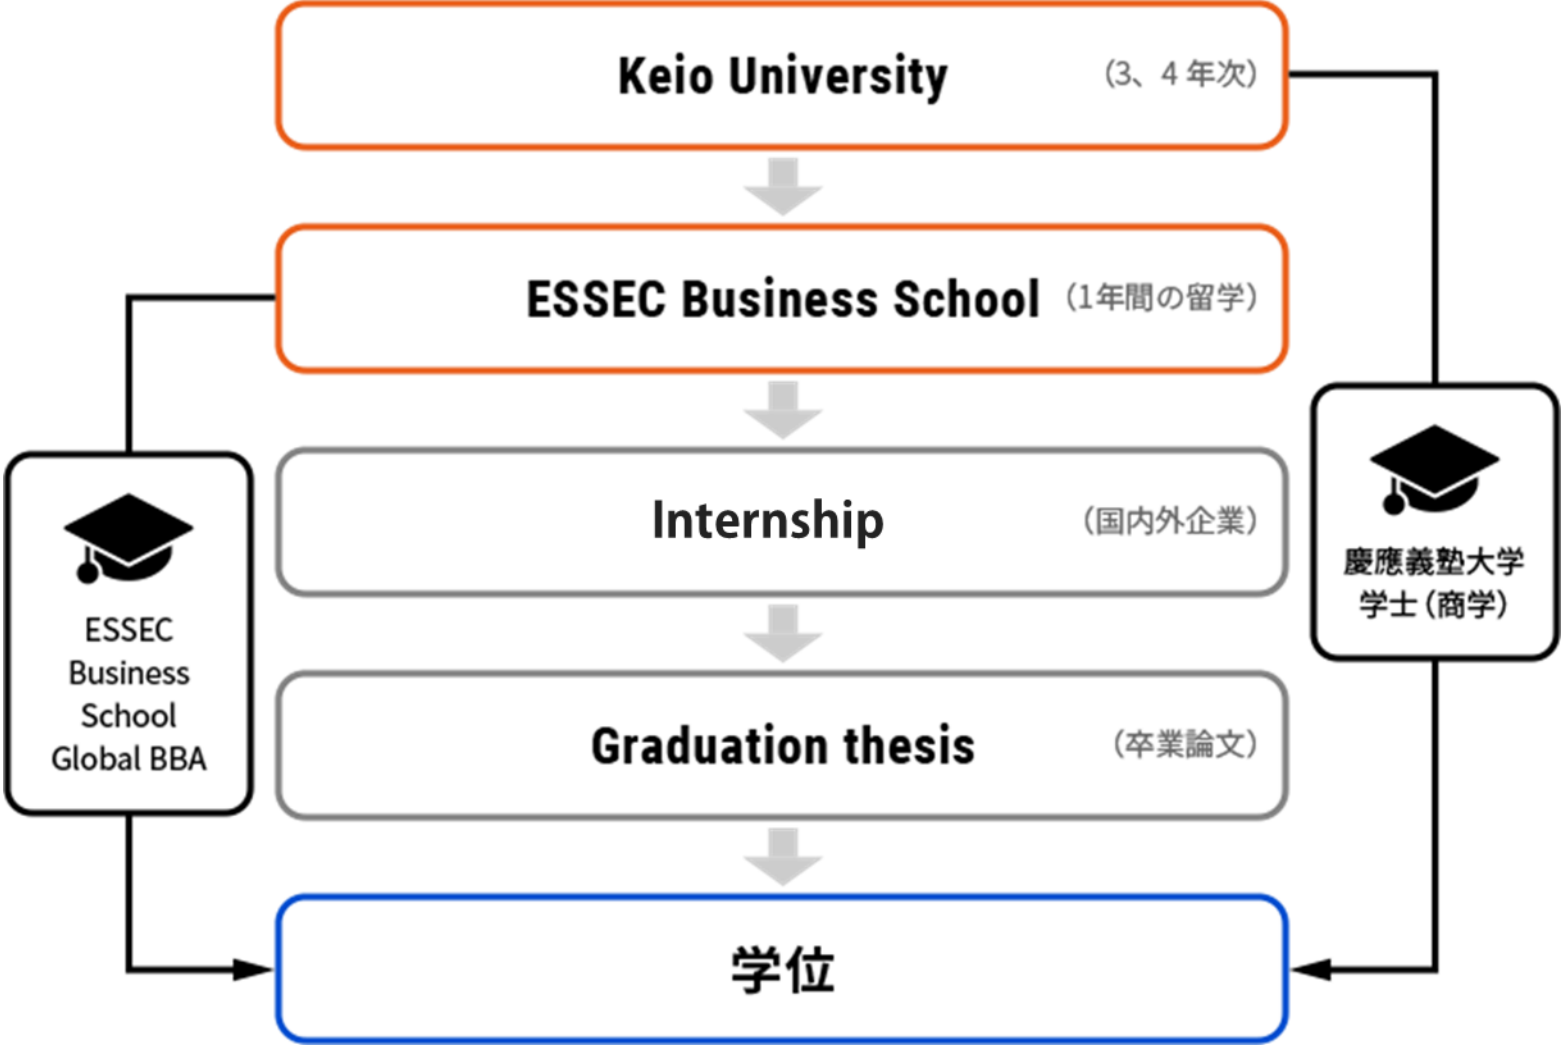 Keio University (3、4 年次)
ESSEC Business School (1年間の留学)
Internship (国内外企業)
Graduation thesis (卒業論文)
学位
ESSEC
Business
School
Global BBA
慶應義塾大学
学士(商学)